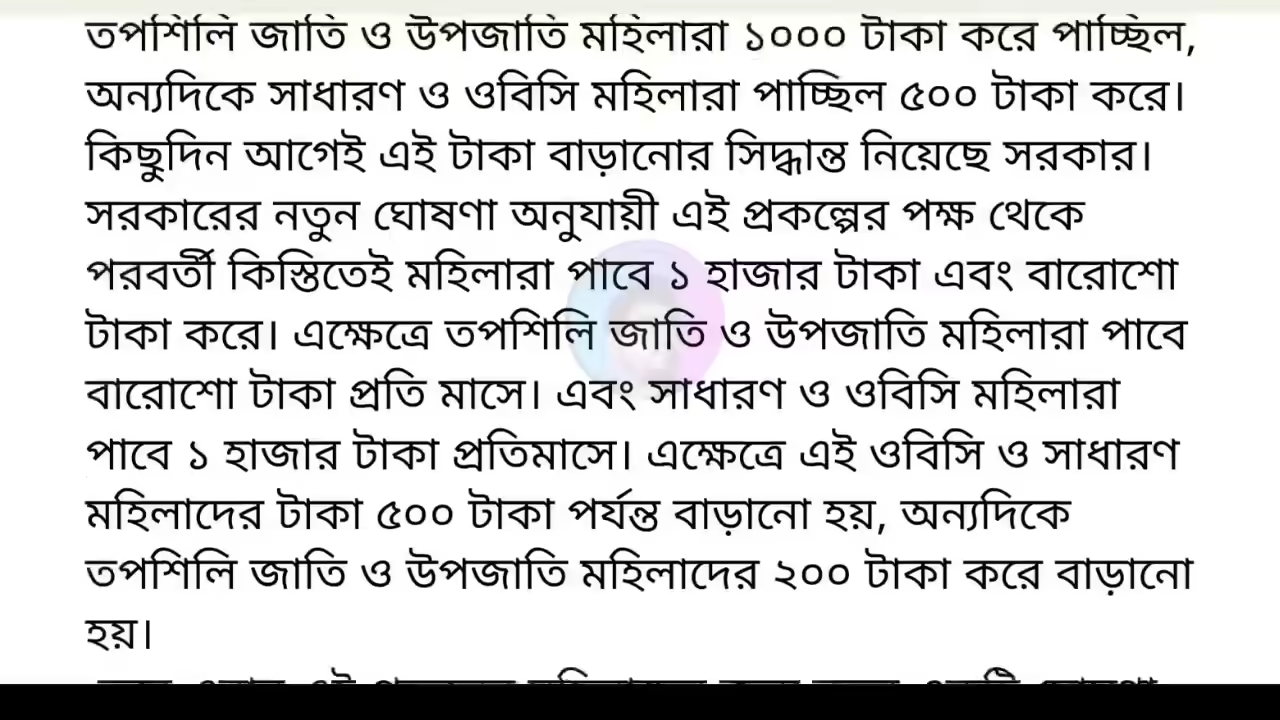 তপশিলি জাতি ও উপজাতি মহিলারা ১০০০ টাকা করে পাচ্ছিল,
অন্যদিকে সাধারণ ও ওবিসি মহিলারা পাচ্ছিল ৫০০ টাকা করে।
কিছুদিন আগেই এই টাকা বাড়ানোর সিদ্ধান্ত নিয়েছে সরকার।
সরকারের নতুন ঘোষণা অনুযায়ী এই প্রকল্পের পক্ষ থেকে
পরবর্তী কিস্তিতেই মহিলারা পাবে ১ হাজার টাকা এবং বারোশো
টাকা করে। এক্ষেত্রে তপশিলি জাতি ও উপজাতি মহিলারা পাবে
বারোশো টাকা প্রতি মাসে। এবং সাধারণ ও ওবিসি মহিলারা
পাবে ১ হাজার টাকা প্রতিমাসে। এক্ষেত্রে এই ওবিসি ও সাধারণ
মহিলাদের টাকা ৫০০ টাকা পর্যন্ত বাড়ানো হয়, অন্যদিকে
তপশিলি জাতি ও উপজাতি মহিলাদের ২০০ টাকা করে বাড়ানো
হয়।